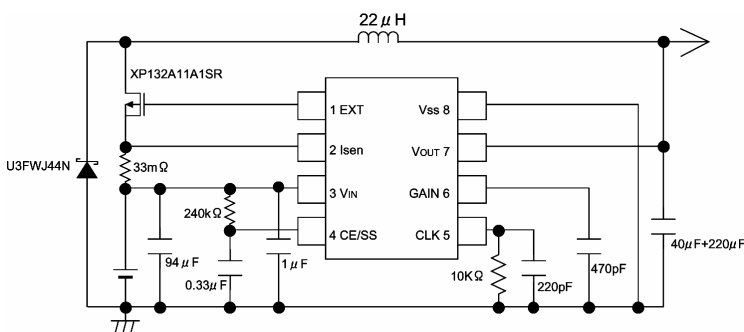 22μH
XP132A11A1SR
1 EXT
Vss 8
2 Isen
VOUT 7
U3FWJ44N
33mΩ
3 VIN
GAIN 6
240kΩ
4 CE/SS
CLK 5
40μF+220μF
94μF
1μF
0.33μF
10KΩ
220pF
470pF